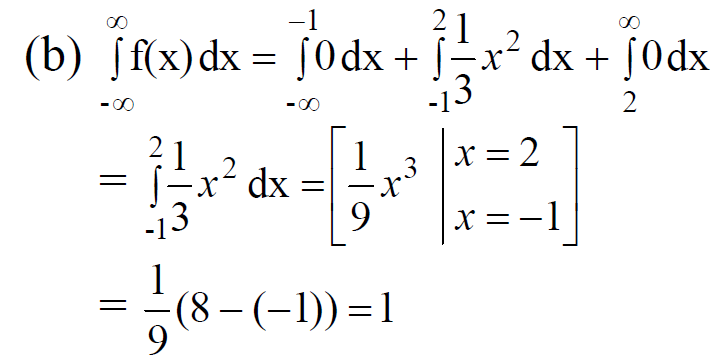 (b) ∫_{-∞}^{∞} f(x) dx = ∫_{-∞}^{−1} 0 dx + ∫_{-1}^{2} 1/3 x² dx + ∫_{2}^{∞} 0 dx
= ∫_{-1}^{2} 1/3 x² dx = [ 1/9 x³ | x = 2 x = −1 ]
= 1/9 (8 – (−1)) = 1